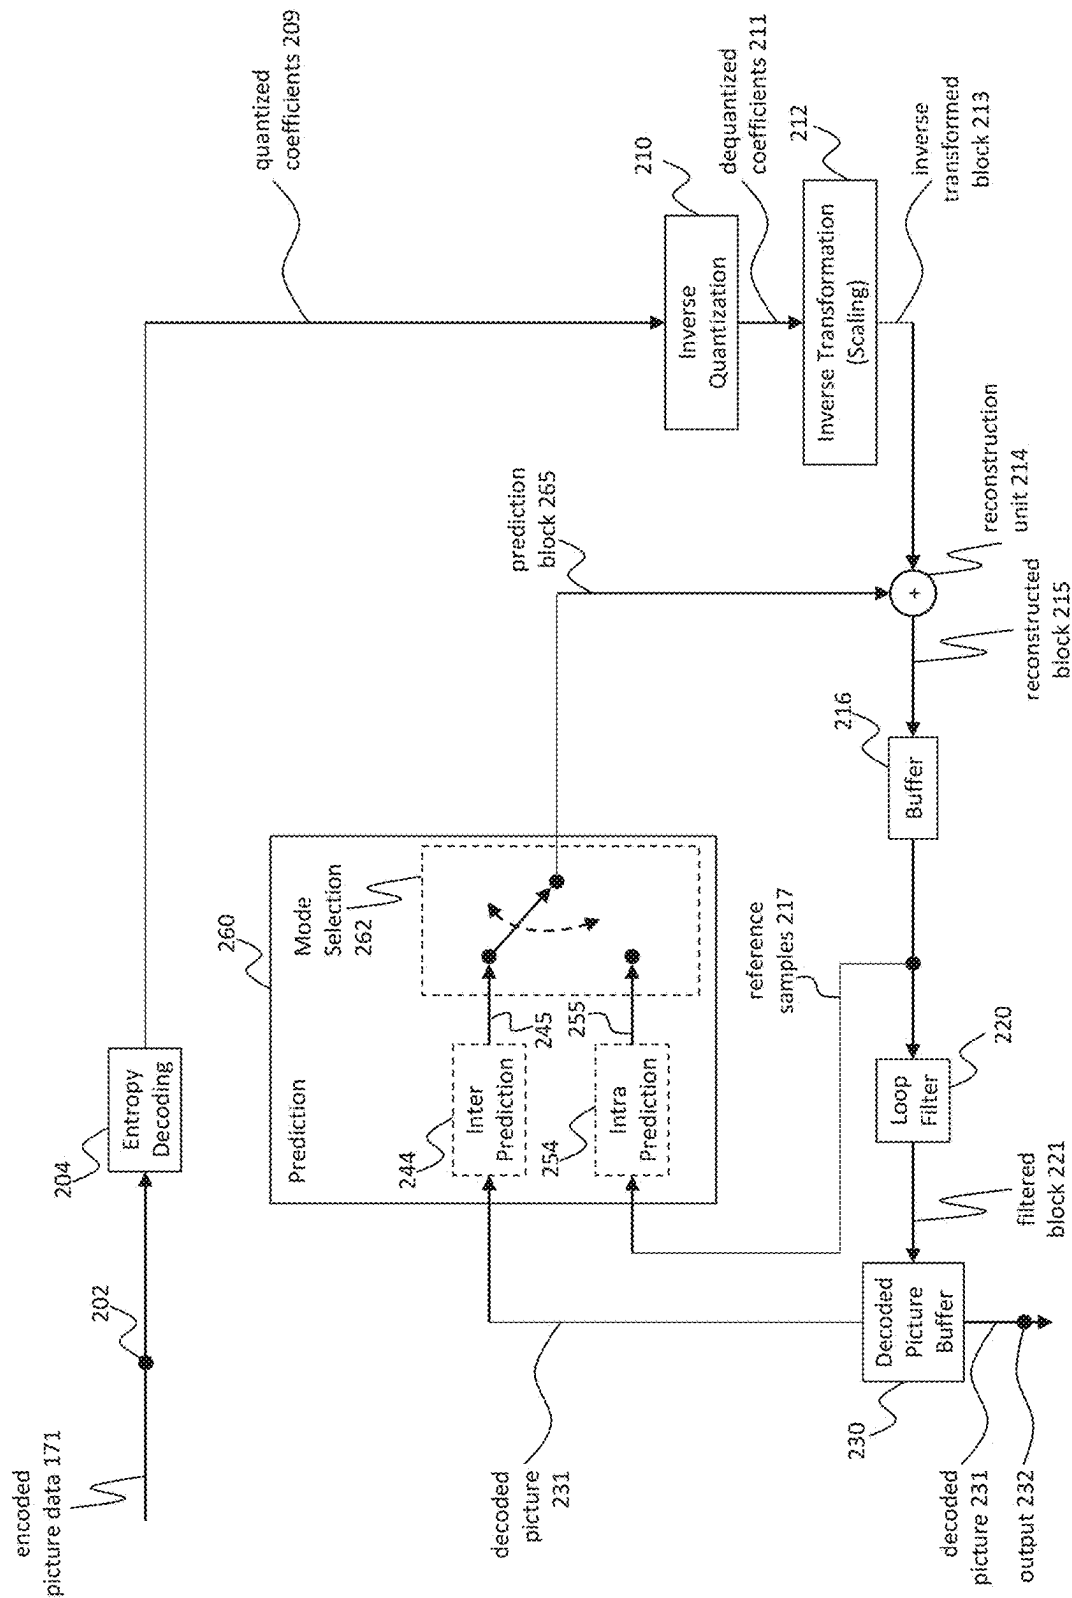 encoded
picture data 171
202
204
Entropy
Decoding
quantized
coefficients 209
260
Prediction
Mode
Selection
262
244
Inter
Prediction
245
254
Intra
Prediction
255
prediction
block 265
210
Inverse
Quantization
dequantized
coefficients 211
212
Inverse Transformation
(Scaling)
inverse
transformed
block 213
decoded
picture
231
reference
samples 217
230
Decoded
Picture
Buffer
Loop
Filter
220
filtered
block 221
216
Buffer
+
reconstruction
unit 214
reconstructed
block 215
decoded
picture 231
output 232